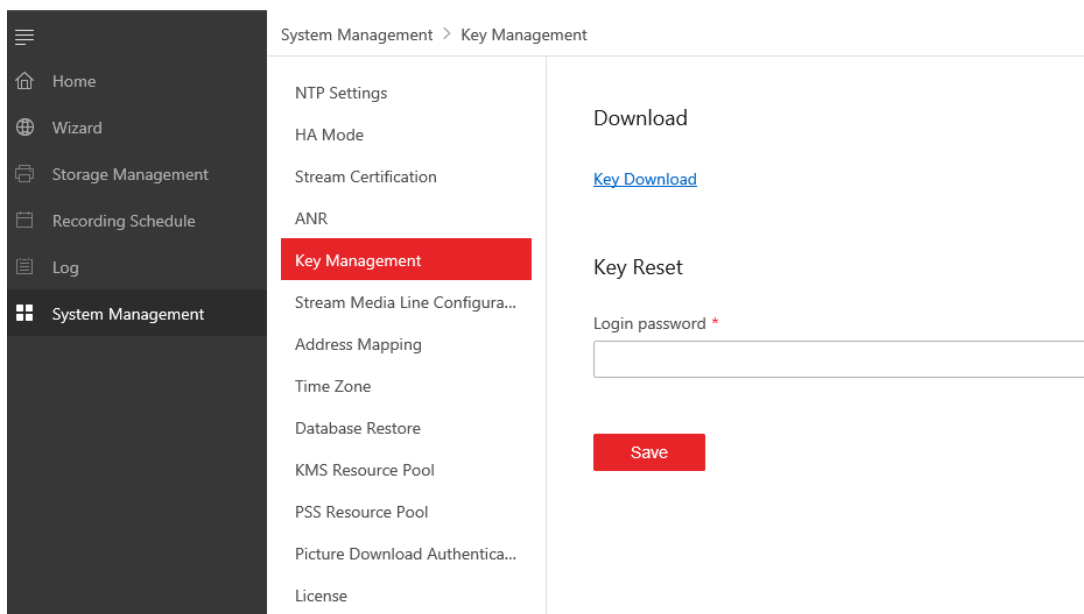 System Management > Key Management
Home
Wizard
Storage Management
Recording Schedule
Log
System Management
NTP Settings
HA Mode
Stream Certification
ANR
Key Management
Stream Media Line Configura...
Address Mapping
Time Zone
Database Restore
KMS Resource Pool
PSS Resource Pool
Picture Download Authentica...
License
Download
Key Download
Key Reset
Login password *
Save